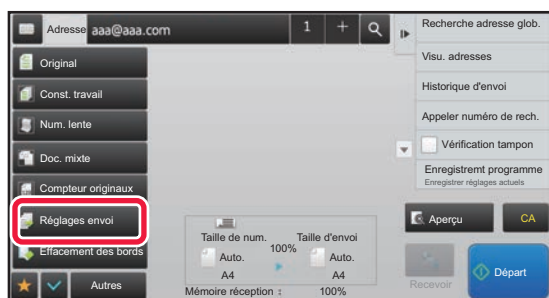 Adresse aaa@aaa.com 1 +
Original
Const. travail
Num. lente
Doc. mixte
Compteur originaux
Réglages envoi
Effacement des bords
Autres
Taille de num. 100% Taille d'envoi
Auto. Auto.
A4 A4
Mémoire réception : 100%
Recherche adresse glob.
Visu. adresses
Historique d'envoi
Appeler numéro de rech.
Vérification tampon
Enregistremt programme
Enregistrer réglages actuels
Aperçu CA
Recevoir Départ